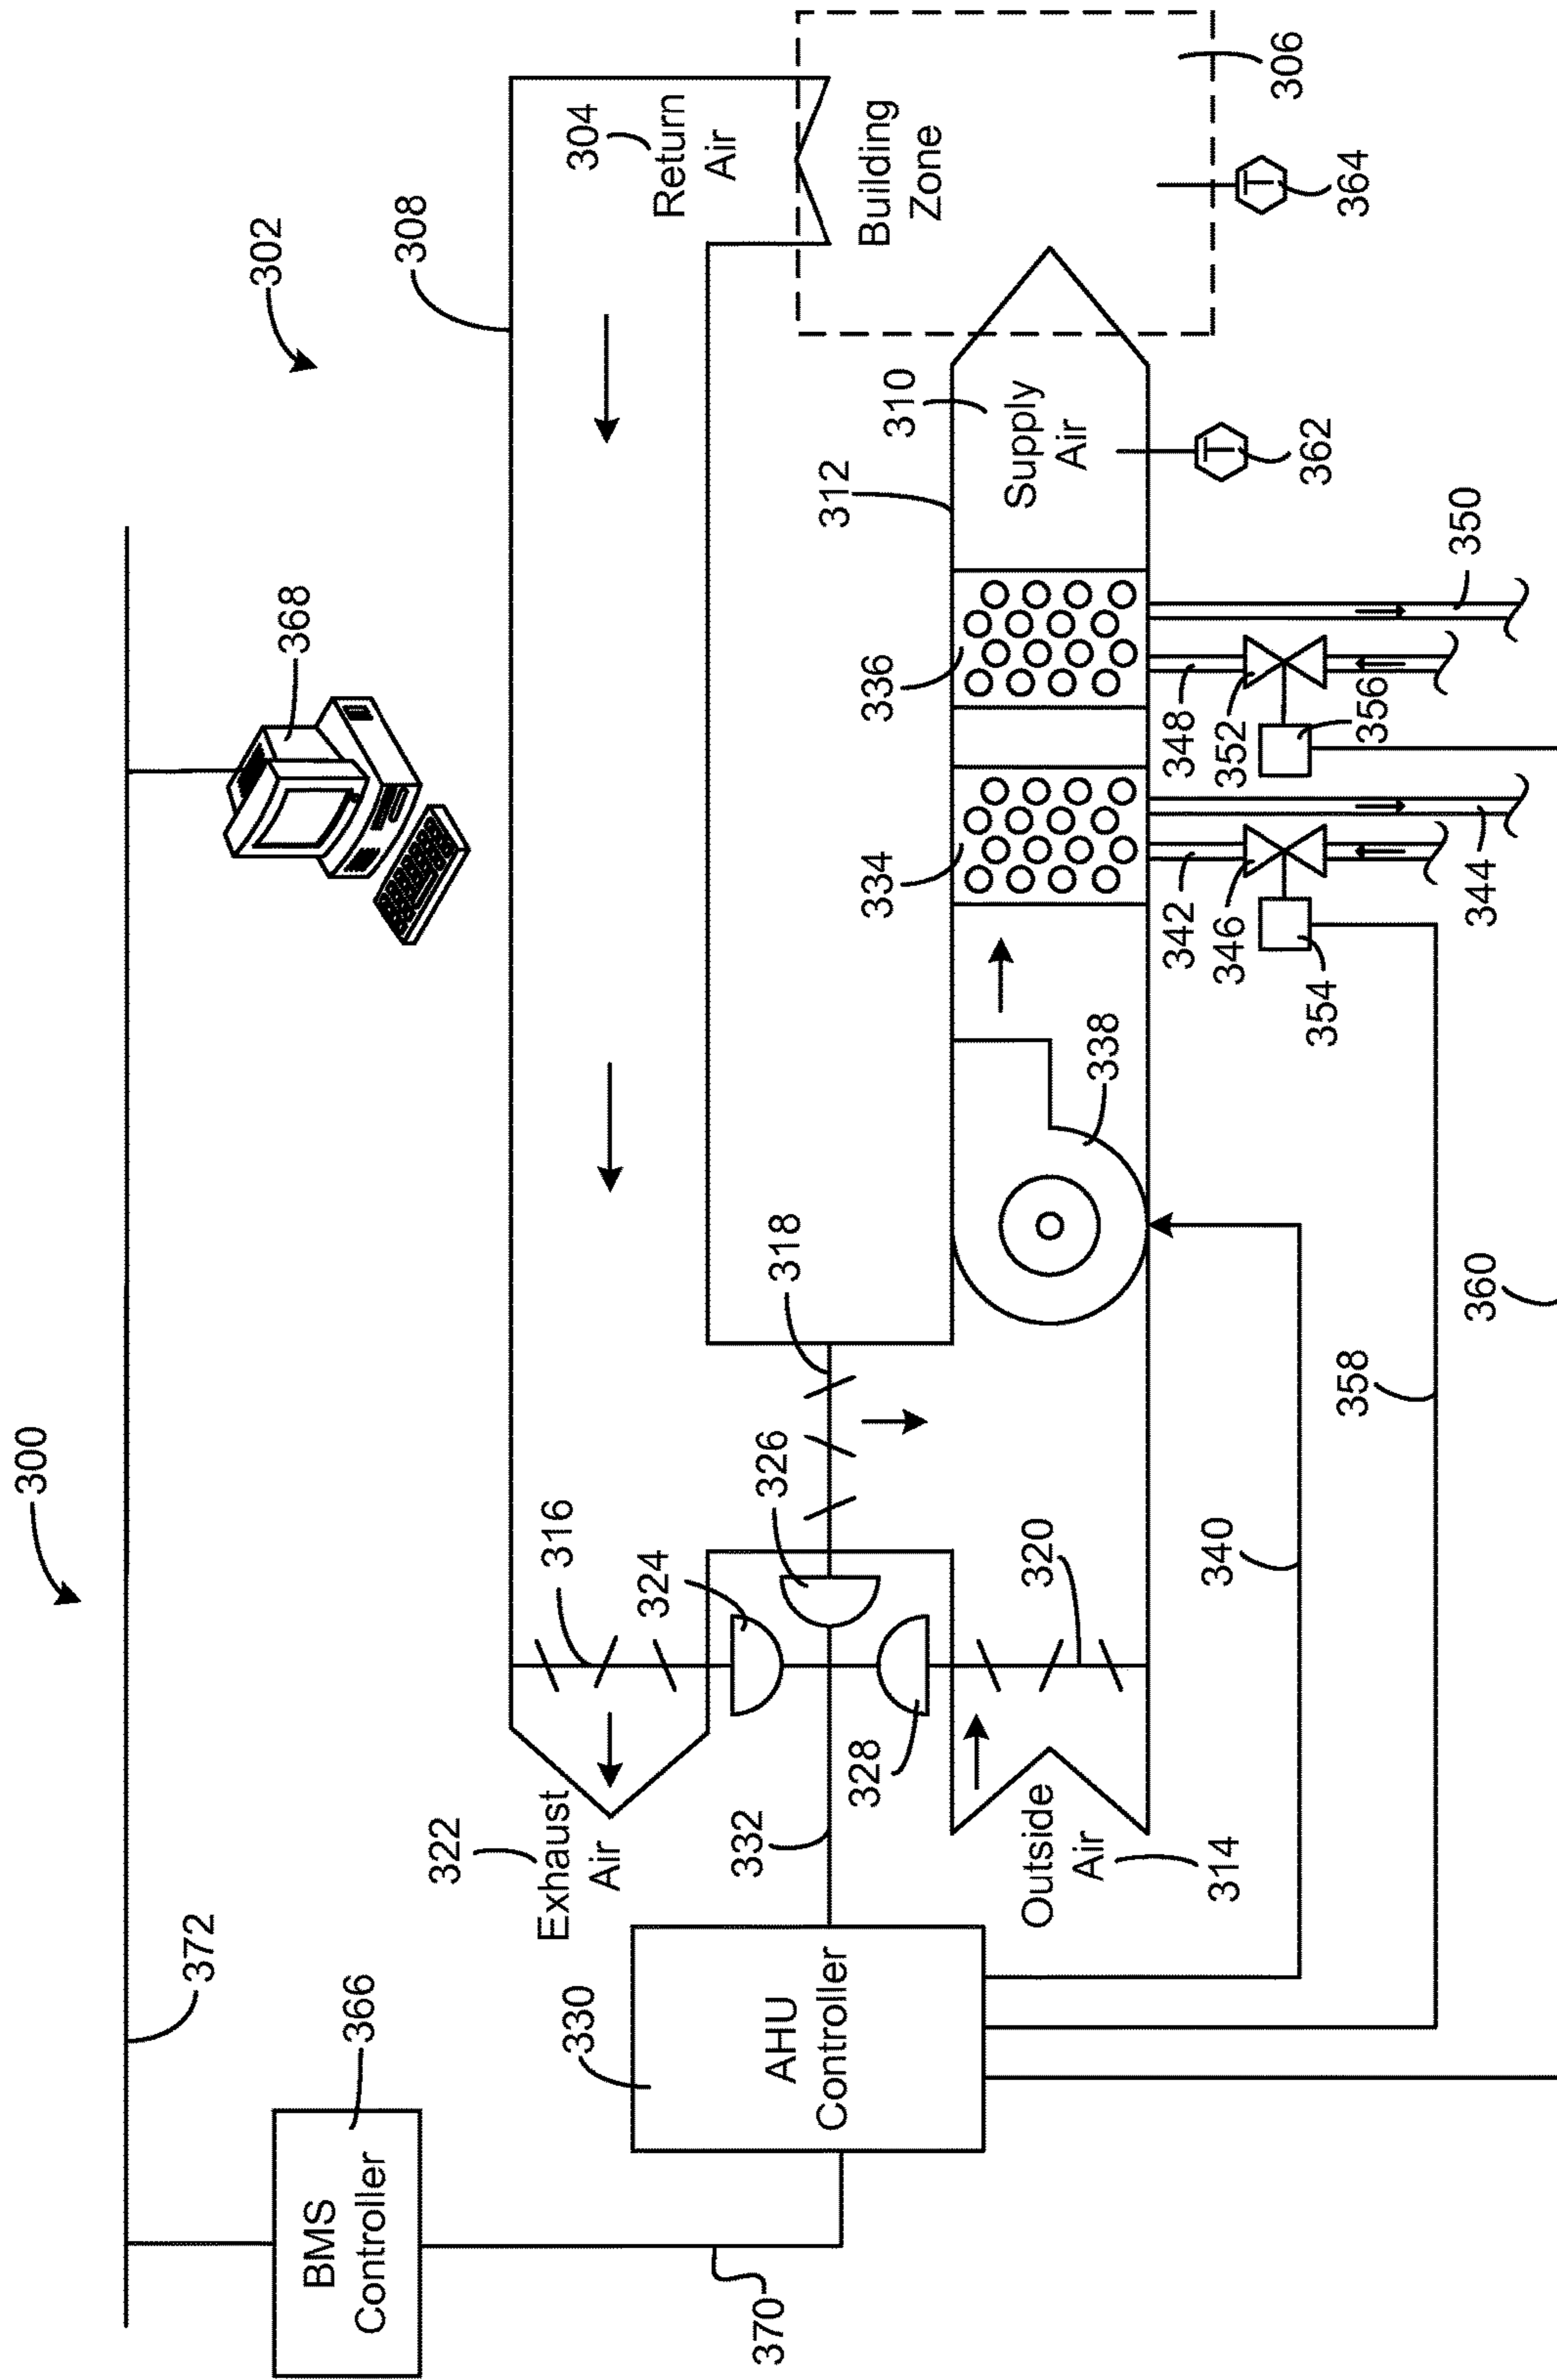 300
372
BMS
Controller
366
370
368
302
308
304
Return
Air
Building
Zone
306
364
322
Exhaust
Air
316
324
326
318
330
AHU
Controller
332
328
Outside
Air
314
320
338
334
336
312
310
Supply
Air
362
342
346
354
344
348
352
356
350
340
358
360
T
T